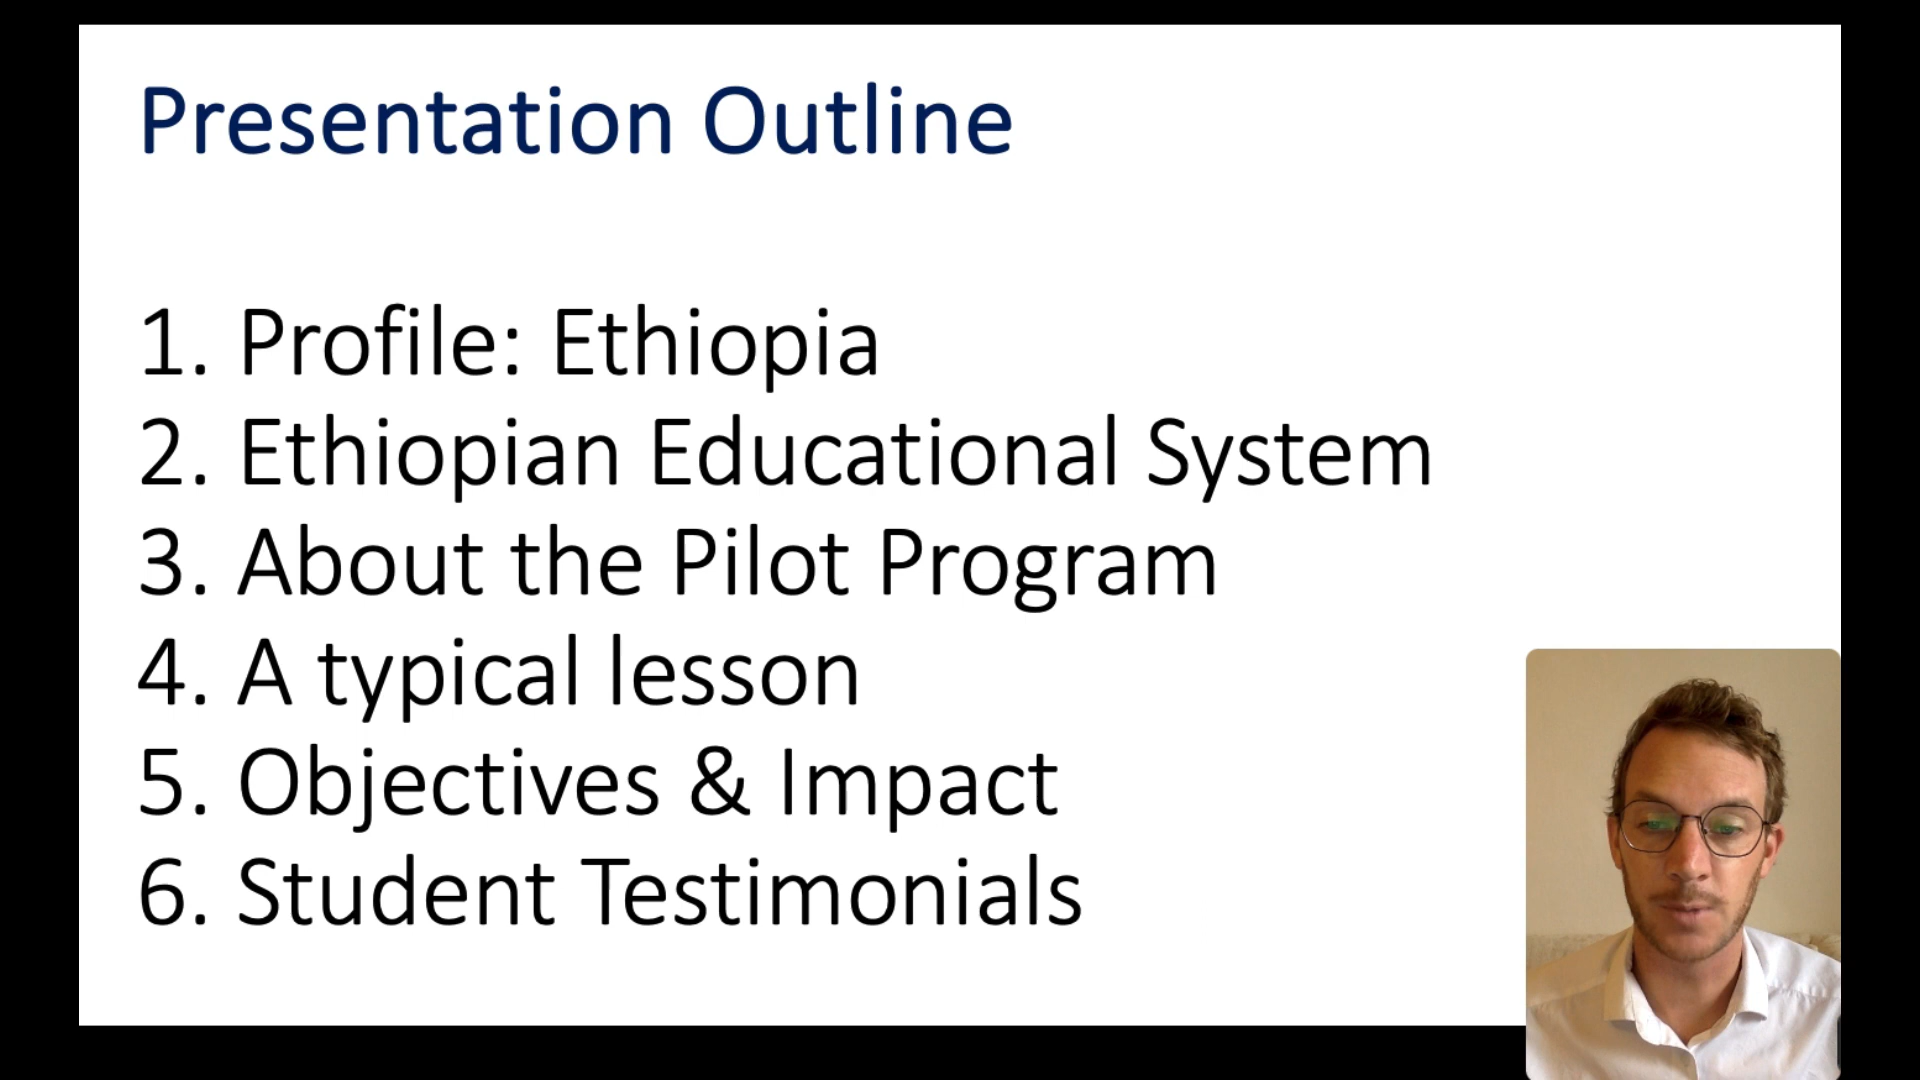 Presentation Outline
1. Profile: Ethiopia
2. Ethiopian Educational System
3. About the Pilot Program
4. A typical lesson
5. Objectives & Impact
6. Student Testimonials